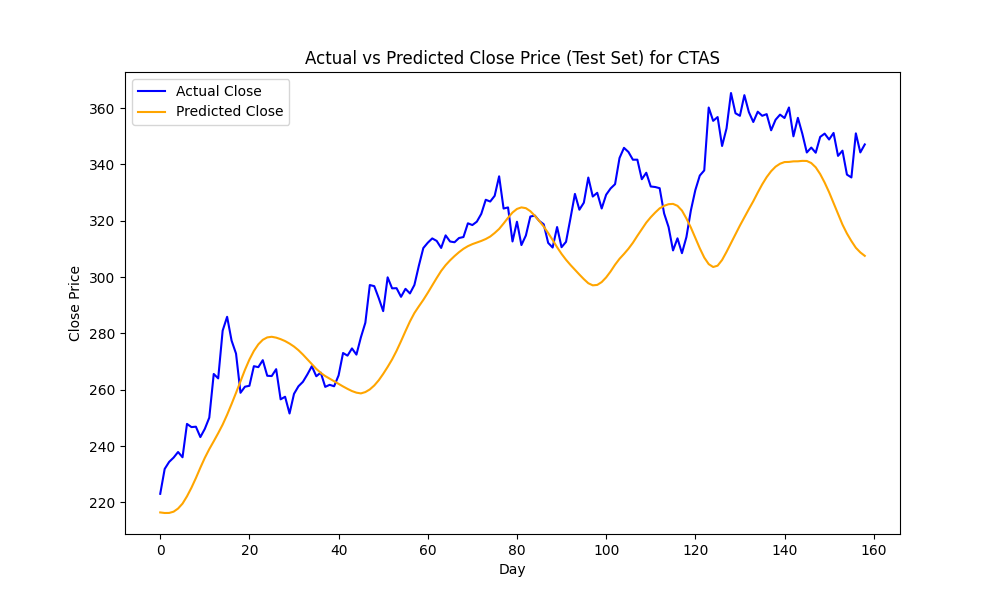 Actual vs Predicted Close Price (Test Set) for CTAS
Actual Close
Predicted Close
360
340
320
300
280
260
240
220
Close Price
0 20 40 60 80 100 120 140 160
Day